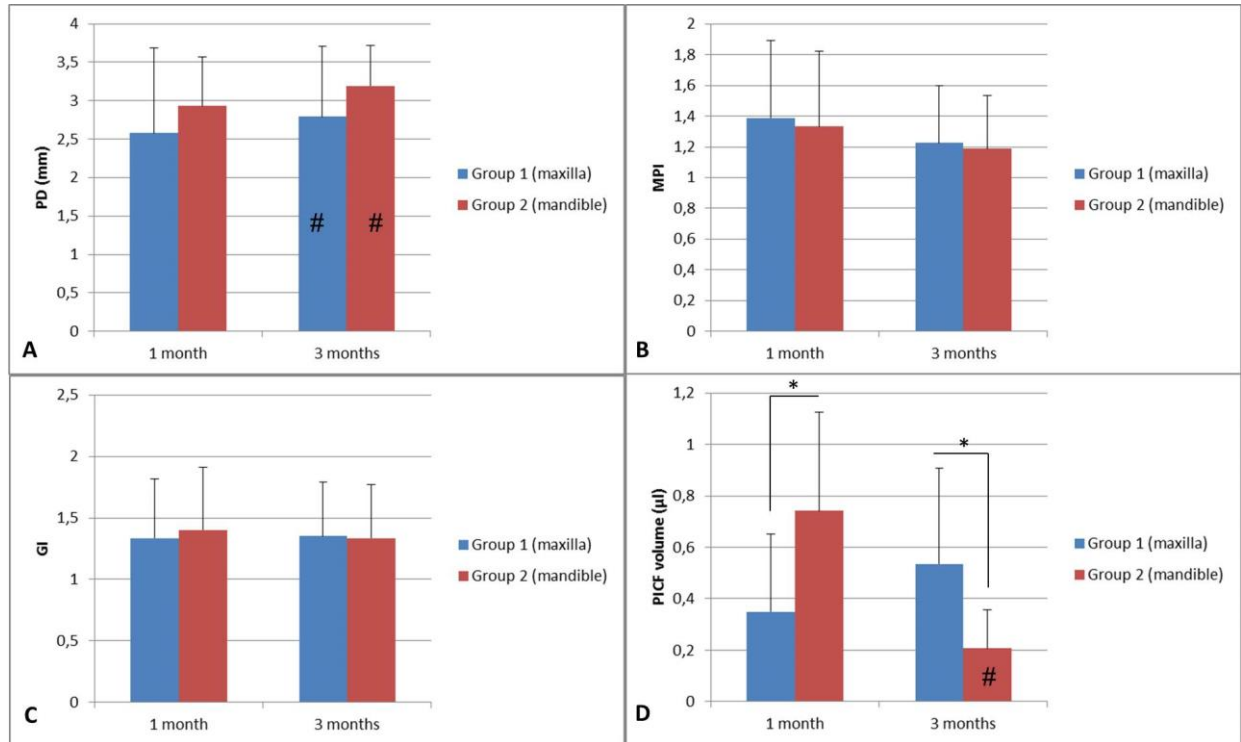 4
3,5
3
2,5
2
1,5
1
0,5
0
PD (mm)
# #
1 month 3 months
Group 1 (maxilla)
Group 2 (mandible)
A
2
1,8
1,6
1,4
1,2
1
0,8
0,6
0,4
0,2
0
MPI
1 month 3 months
Group 1 (maxilla)
Group 2 (mandible)
B
2,5
2
1,5
1
0,5
0
GI
1 month 3 months
Group 1 (maxilla)
Group 2 (mandible)
C
1,2
1
0,8
0,6
0,4
0,2
0
PICF volume (µl)
* *
#
1 month 3 months
Group 1 (maxilla)
Group 2 (mandible)
D